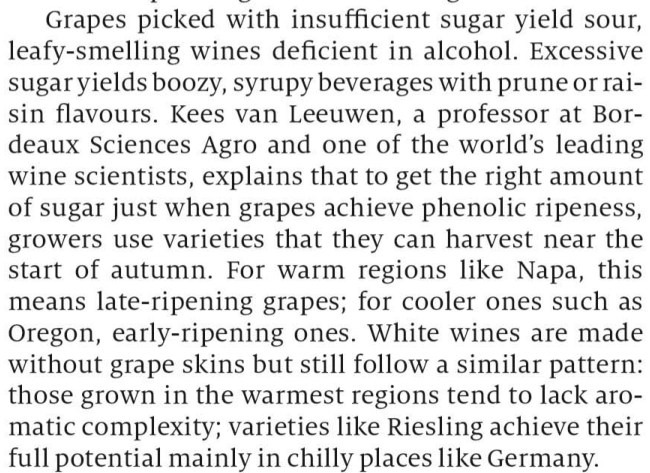 Grapes picked with insufficient sugar yield sour,
leafy-smelling wines deficient in alcohol. Excessive
sugar yields boozy, syrupy beverages with prune or rai-
sin flavours. Kees van Leeuwen, a professor at Bor-
deaux Sciences Agro and one of the world's leading
wine scientists, explains that to get the right amount
of sugar just when grapes achieve phenolic ripeness,
growers use varieties that they can harvest near the
start of autumn. For warm regions like Napa, this
means late-ripening grapes; for cooler ones such as
Oregon, early-ripening ones. White wines are made
without grape skins but still follow a similar pattern:
those grown in the warmest regions tend to lack aro-
matic complexity; varieties like Riesling achieve their
full potential mainly in chilly places like Germany.